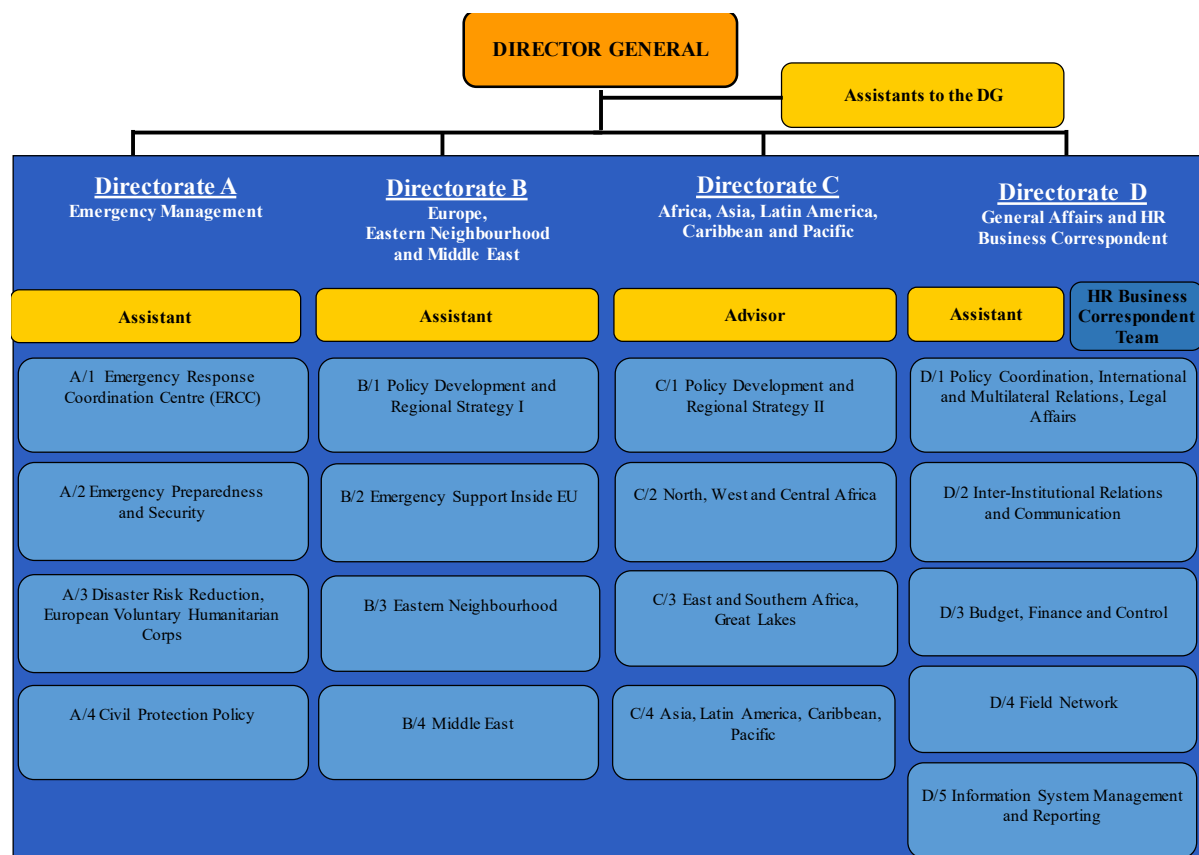 DIRECTOR GENERAL
Assistants to the DG
Directorate A
Emergency Management
Directorate B
Europe,
Eastern Neighbourhood
and Middle East
Directorate C
Africa, Asia, Latin America,
Caribbean and Pacific
Directorate D
General Affairs and HR
Business Correspondent
Assistant
Assistant
Advisor
Assistant
HR Business
Correspondent
Team
A/1 Emergency Response
Coordination Centre (ERCC)
B/1 Policy Development and
Regional Strategy I
C/1 Policy Development and
Regional Strategy II
D/1 Policy Coordination, International
and Multilateral Relations, Legal
Affairs
A/2 Emergency Preparedness
and Security
B/2 Emergency Support Inside EU
C/2 North, West and Central Africa
D/2 Inter-Institutional Relations
and Communication
A/3 Disaster Risk Reduction,
European Voluntary Humanitarian
Corps
B/3 Eastern Neighbourhood
C/3 East and Southern Africa,
Great Lakes
D/3 Budget, Finance and Control
A/4 Civil Protection Policy
B/4 Middle East
C/4 Asia, Latin America, Caribbean,
Pacific
D/4 Field Network
D/5 Information System Management
and Reporting